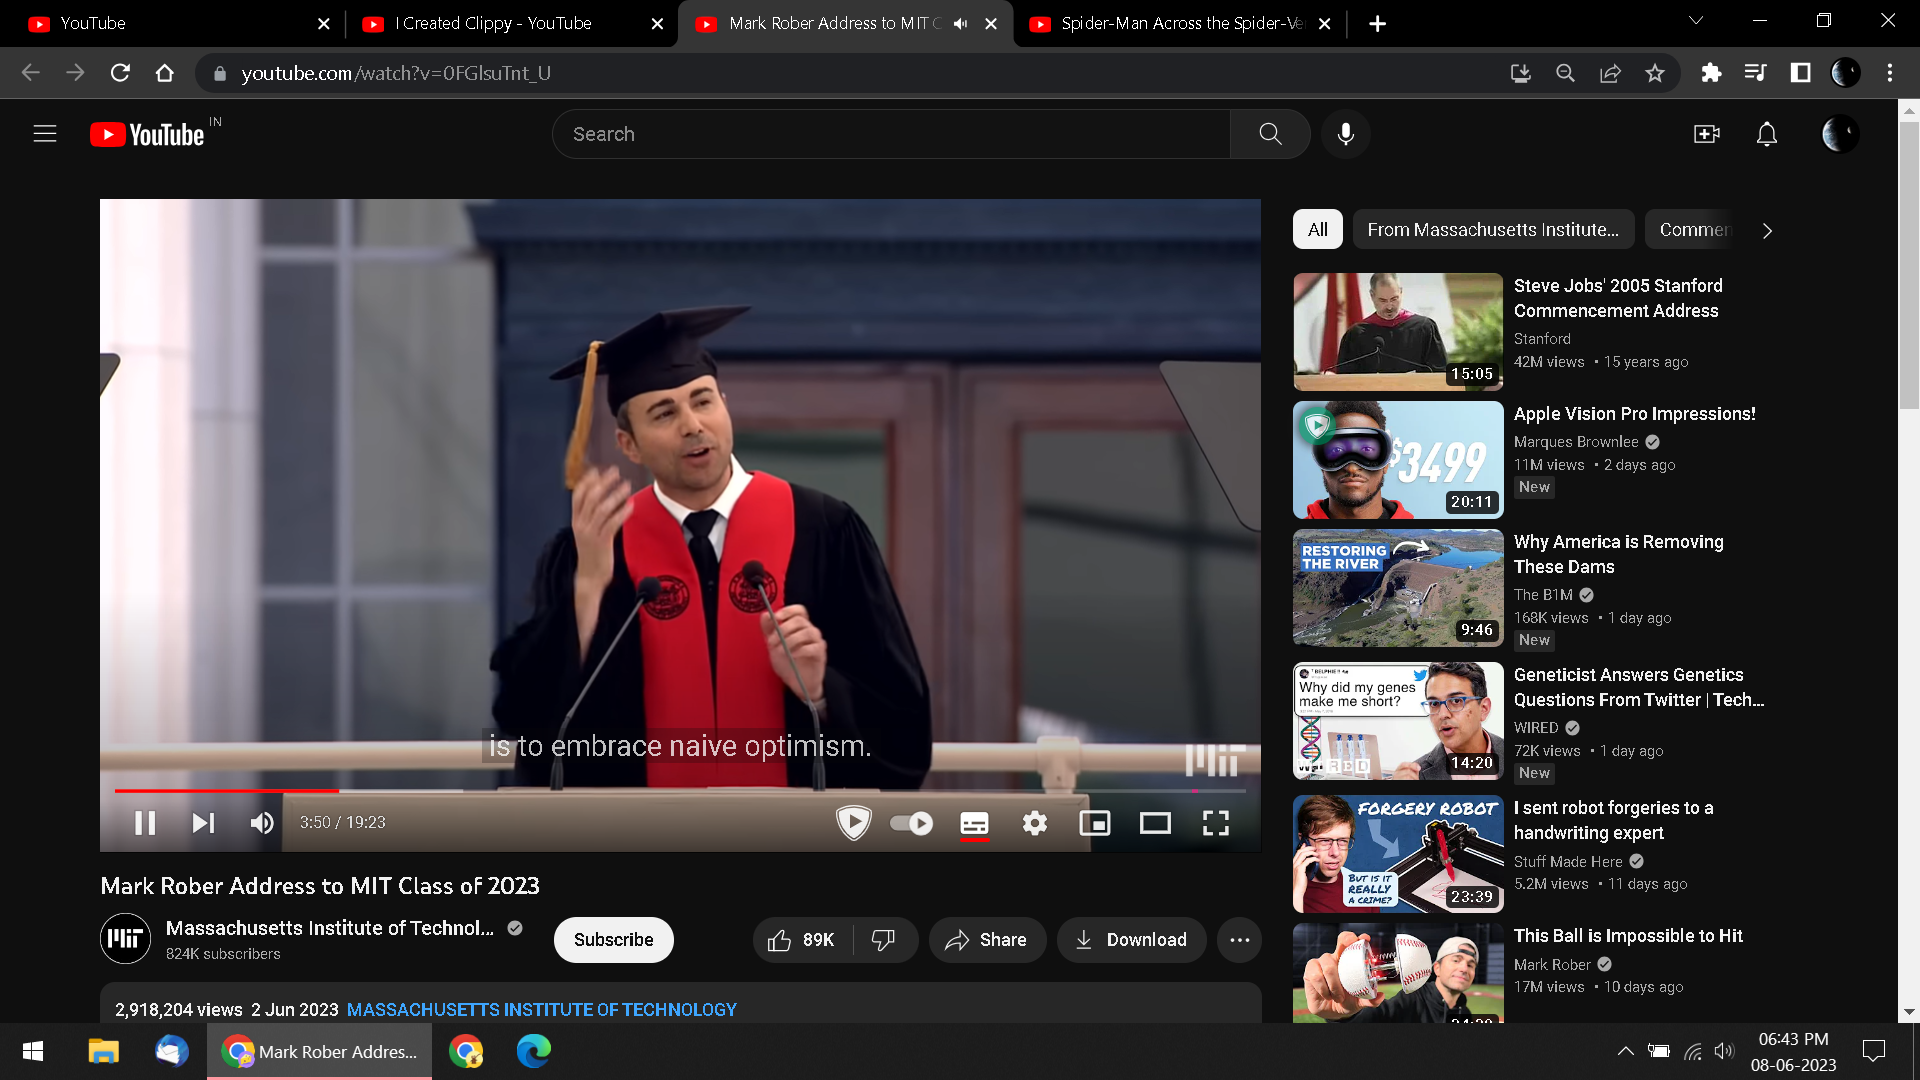 YouTube
I Created Clippy - YouTube
Mark Rober Address to MIT C
Spider-Man Across the Spider-Ve
youtube.com/watch?v=0FGlsuTnt_U
YouTube IN
Search
All
From Massachusetts Institute...
Commen
is to embrace naive optimism.
3:50 / 19:23
Mark Rober Address to MIT Class of 2023
Massachusetts Institute of Technol...
824K subscribers
Subscribe
89K
Share
Download
2,918,204 views 2 Jun 2023 MASSACHUSETTS INSTITUTE OF TECHNOLOGY
15:05
Steve Jobs' 2005 Stanford
Commencement Address
Stanford
42M views • 15 years ago
$3499
20:11
Apple Vision Pro Impressions!
Marques Brownlee
11M views • 2 days ago
New
RESTORING
THE RIVER
9:46
Why America is Removing
These Dams
The B1M
168K views • 1 day ago
New
Why did my genes
make me short?
WIRED
14:20
Geneticist Answers Genetics
Questions From Twitter | Tech...
WIRED
72K views • 1 day ago
New
FORGERY ROBOT
BUT IS IT
REALLY
A CRIME?
23:39
I sent robot forgeries to a
handwriting expert
Stuff Made Here
5.2M views • 11 days ago
This Ball is Impossible to Hit
Mark Rober
17M views • 10 days ago
Mark Rober Addres...
06:43 PM
08-06-2023